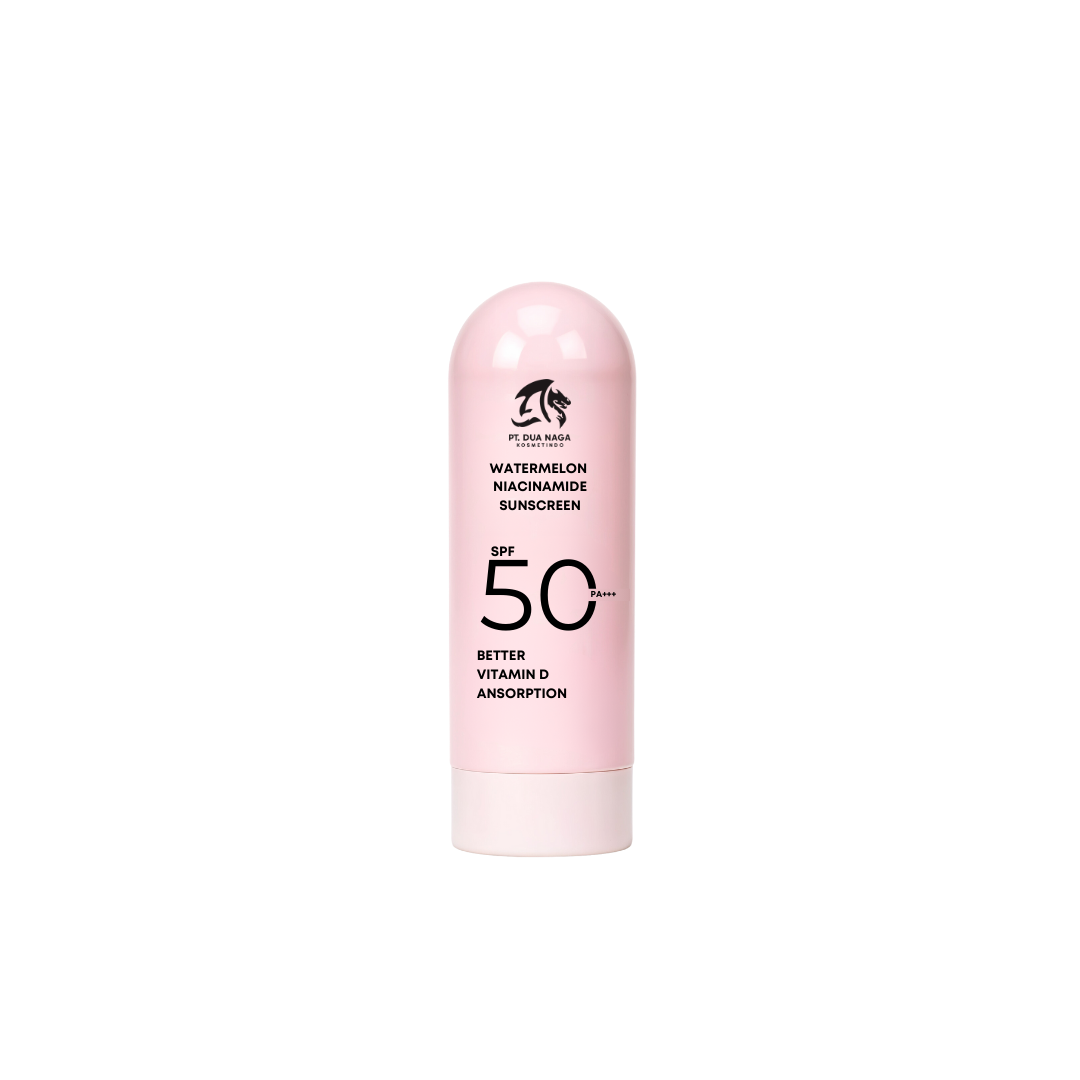 PT. DUA NAGA
KOSMETINDO
WATERMELON
NIACINAMIDE
SUNSCREEN
SPF
50
PA+++
BETTER
VITAMIN D
ANSORPTION